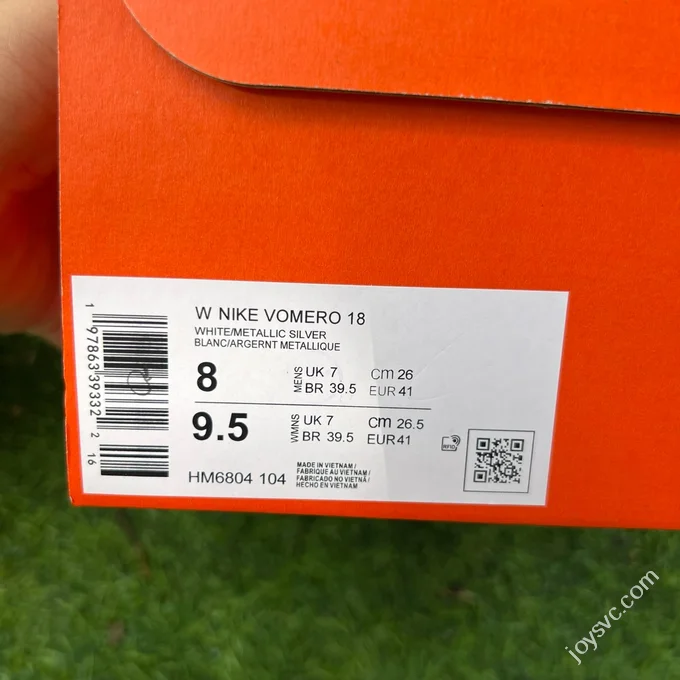 W NIKE VOMERO 18
WHITE/METALLIC SILVER
BLANC/ARGERNT METALLIQUE
8 MENS UK 7 cm 26
BR 39.5 EUR 41
9.5 WMNS UK 7 cm 26.5
BR 39.5 EUR 41
HM6804 104
MADE IN VIETNAM /
FABRIQUE AU VIETNAM /
FABRICADO NO VIETNÃ /
HECHO EN VIETNAM
RFID
1 97863 39332 2 16
joysvc.com